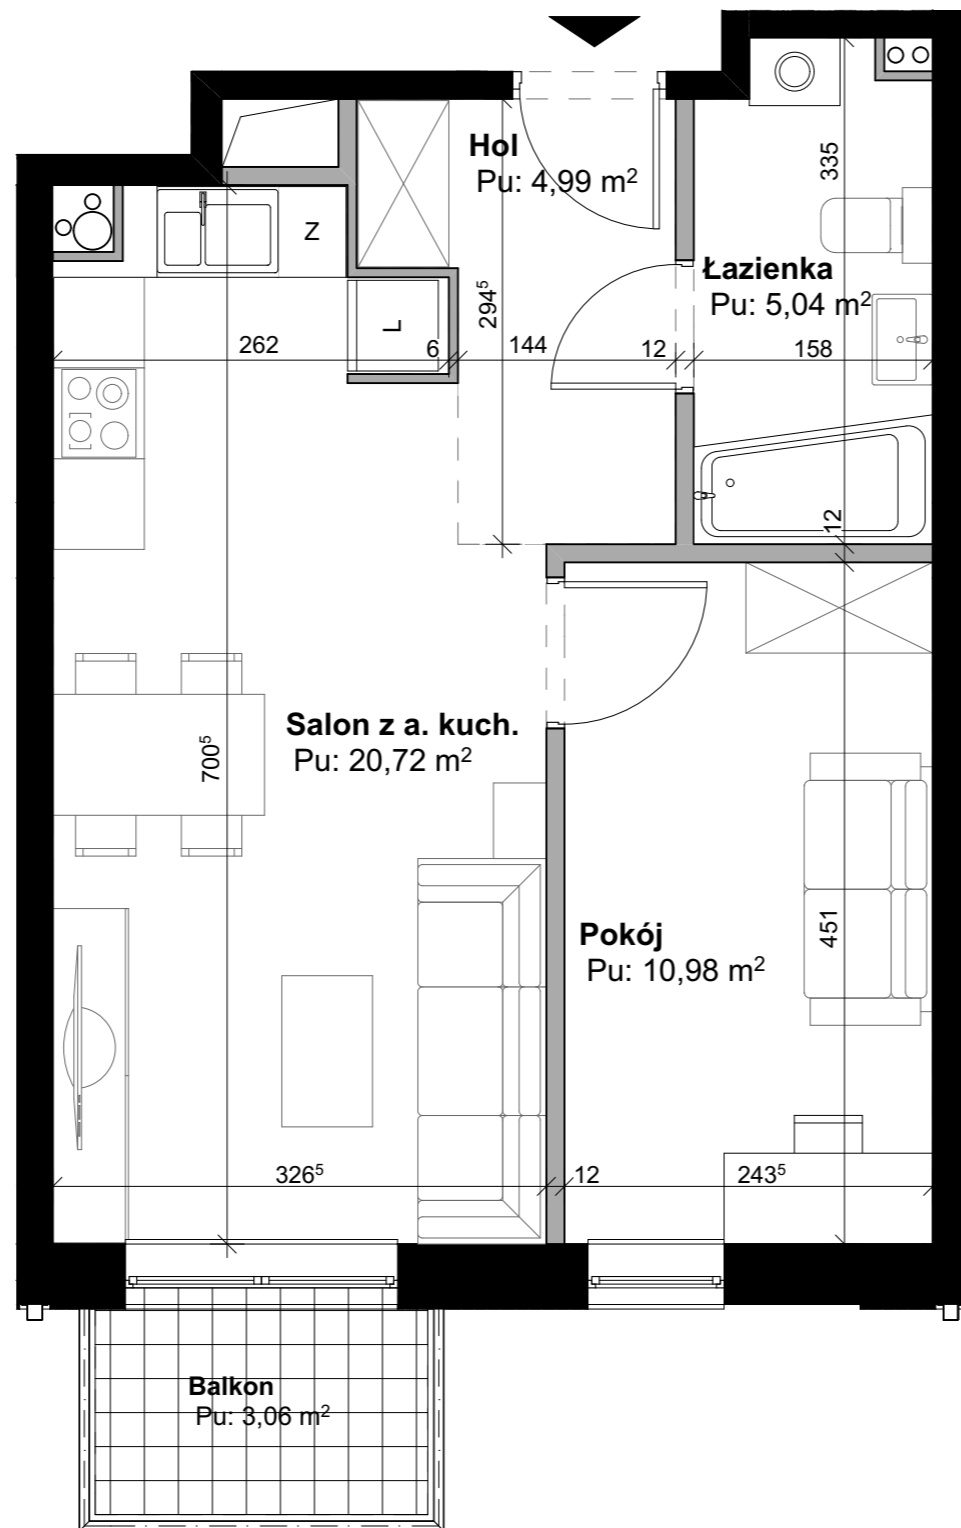 Hol
Pu: 4,99 m²
335
Z
Łazienka
Pu: 5,04 m²
294⁵
L
262
6
144
12
158
12
Salon z a. kuch.
Pu: 20,72 m²
700⁵
Pokój
Pu: 10,98 m²
451
326⁵
12
243⁵
Balkon
Pu: 3,06 m²